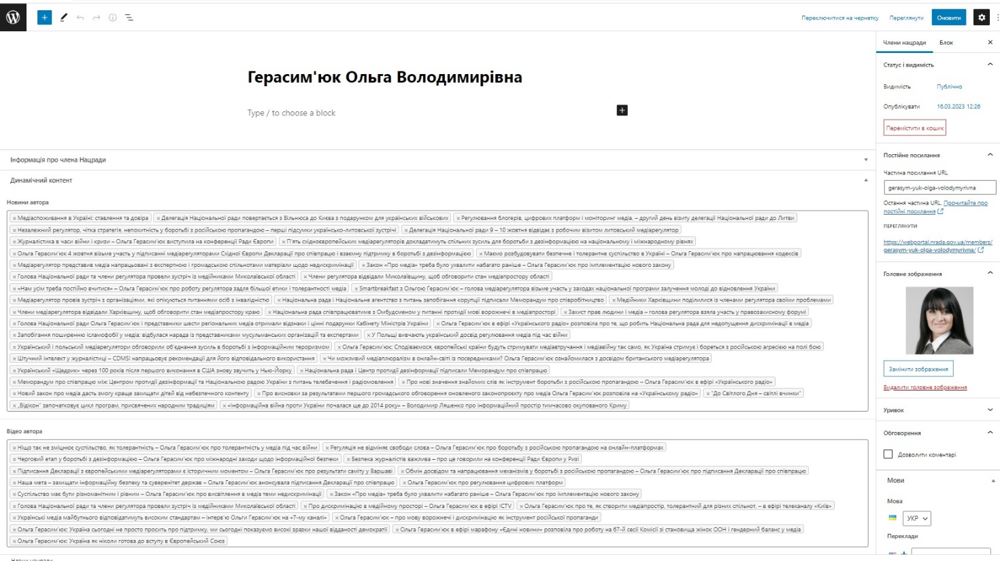 Переключитися на чернетку Переглянути Оновити
Члени нацради Блок
Герасим'юк Ольга Володимирівна
Type / to choose a block
Статус і видимість
Видимість Публічно
Опублікувати 16.03.2023 12:26
Перемістити в кошик
Інформація про члена Нацради
Динамічний контент
Новини автора
× Медіаспоживання в Україні: ставлення та довіра × Делегація Національної ради повертається з Вільнюса до Києва з подарунком для українських військових × Регулювання блогерів, цифрових платформ і моніторинг медіа, – другий день візиту делегації Національної ради до Литви
× Незалежний регулятор, чітка стратегія, непохитність у боротьбі з російською пропагандою – перші підсумки українсько-литовської зустрічі × Делегація Національної ради 9 – 10 жовтня відвідає з робочим візитом литовський медіарегулятор
× Журналістика в часи війни і кризи – Ольга Герасим'юк виступила на конференції Ради Європи × П'ять східноєвропейських медіарегуляторів докладатимуть спільних зусиль для боротьби з дезінформацією на національному і міжнародному рівнях
× Ольга Герасим'юк 4 жовтня візьме участь у підписанні медіарегуляторами Східної Європи Декларації про співпрацю і взаємну підтримку в боротьбі з дезінформацією × Маємо розбудовувати безпечне і толерантне суспільство в Україні – Ольга Герасим'юк про напрацювання кодексів
× Медіарегулятор представив медіа напрацьовані з експертною і громадською спільнотами матеріали щодо недискримінації × Закон «Про медіа» треба було ухвалити набагато раніше – Ольга Герасим'юк про імплементацію нового закону
× Голова Національної ради та члени регулятора провели зустріч із медійниками Миколаївської області × Члени регулятора відвідали Миколаївщину, щоб обговорити стан медіапростору області
× «Нам усім треба постійно вчитися» – Ольга Герасим'юк про роботу регулятора задля більшої етики і толерантності медіа × Smartbreakfast з Ольгою Герасим'юк – голова медіарегулятора візьме участь у заходах національної програми залучення молоді до відновлення України
× Медіарегулятор провів зустріч з організаціями, які опікуються питаннями осіб з інвалідністю × Національна рада і Національне агентство з питань запобігання корупції підписали Меморандум про співробітництво × Медійники Харківщини поділилися із членами регулятора своїми проблемами
× Члени медіарегулятора відвідали Харківщину, щоб обговорити стан медіапростору краю × Національна рада співпрацюватиме з Омбудсменом у питанні протидії мові ворожнечі в медіапросторі × Захист прав людини і медіа – голова регулятора взяла участь у правозахисному форумі
× Голова Національної ради Ольга Герасим'юк і представники шести регіональних медіа отримали відзнаки і цінні подарунки Кабінету Міністрів України × Ольга Герасим'юк в ефірі «Українського радіо» розповіла про те, що робить Національна рада для недопущення дискримінації в медіа
× Запобігання поширенню ісламофобії у медіа: відбулася нарада із представниками мусульманських організацій та експертами × У Польщі вивчають український досвід регулювання медіа під час війни
× Український і польський медіарегулятори обговорили об'єднання зусиль в боротьбі з інформаційним тероризмом × Ольга Герасим'юк: Сподіваємося, європейські країни будуть стримувати медіавтручання і медіавійну так само, як Україна стримує і бореться з російською агресією на полі бою
× Штучний інтелект у журналістиці – CDMSI напрацьовує рекомендації для його відповідального використання × Чи можливий медіаплюралізм в онлайн-світі із посередниками? Ольга Герасим'юк ознайомилася з досвідом британського медіарегулятора
× Український «Щедрик» через 100 років після першого виконання в США знову звучить у Нью-Йорку × Національна рада і Центр протидії дезінформації підписали Меморандум про співпрацю
× Меморандум про співпрацю між Центром протидії дезінформації та Національною радою України з питань телебачення і радіомовлення × Про нові значення знайомих слів як інструмент боротьби з російською пропагандою – Ольга Герасим'юк в ефірі «Українського радіо»
× Новий закон про медіа дасть змогу краще захищати дітей від небезпечного контенту × Про висновки за результатами першого громадського обговорення оновленого законопроєкту про медіа Ольга Герасим'юк розповіла на «Українському радіо» × "До Світлого Дня – світлі вчинки"
× „Відікон" започатковує цикл програм, присвячених народним традиціям × «Інформаційна війна проти України почалася ще до 2014 року» – Володимир Ляшенко про інформаційний простір тимчасово окупованого Криму
Відео автора
× Ніщо так не зміцнює суспільство, як толерантність – Ольга Герасим'юк про толерантність у медіа під час війни × Регуляція не відміняє свободи слова – Ольга Герасим'юк про боротьбу з російською пропагандою на онлайн-платформах
× Черговий етап у боротьбі з дезінформацією – Ольга Герасим'юк про міжнародні заходи щодо інформаційної безпеки × Безпека журналістів важлива – про це говорили на конференції Ради Європи у Ризі
× Підписання Декларації з європейськими медіарегуляторами є історичним моментом – Ольга Герасим'юк про результати саміту у Варшаві × Обмін досвідом та напрацювання механізмів у боротьбі з російською пропагандою – Ольга Герасим'юк про підписання Декларації про співпрацю
× Наша мета – захищати інформаційну безпеку та суверенітет держав – Ольга Герасим'юк анонсувала підписання Декларації про співпрацю × Ольга Герасим'юк про регулювання цифрових платформ
× Суспільство має бути різноманітним і рівним – Ольга Герасим'юк про висвітлення в медіа теми недискримінації × Закон «Про медіа» треба було ухвалити набагато раніше – Ольга Герасим'юк про імплементацію нового закону
× Голова Національної ради та члени регулятора провели зустріч із медійниками Миколаївської області × Про дискримінацію в медійному просторі – Ольга Герасим'юк в ефірі ICTV × Ольга Герасим'юк про те, як створити медіапростір, толерантний для різних спільнот, – в ефірі телеканалу «Київ»
× Українські медіа майбутнього відповідатимуть високим стандартам – інтерв'ю Ольги Герасим'юк на «7-му каналі» × Ольга Герасим'юк – про мову ворожнечі і дискримінацію як інструмент російської пропаганди
× Ольга Герасим'юк: Україна сьогодні не просто просить про підтримку, ми сьогодні показуємо високі зразки нашої відданості демократії × Ольга Герасим'юк в ефірі марафону «Єдині новини» розповіла про роботу на 67-й сесії Комісії зі становища жінок ООН і гендерний баланс у медіа
× Ольга Герасим'юк: Україна як ніколи готова до вступу в Європейський Союз
Члени нацради
Постійне посилання
Частина посилання URL
gerasym-yuk-olga-volodymyrivna
Остання частина URL. Прочитайте про
постійні посилання
ПЕРЕГЛЯНУТИ
https://webportal.nrada.gov.ua/members/
gerasym-yuk-olga-volodymyrivna/
Головне зображення
Замінити зображення
Видалити головне зображення
Уривок
Обговорення
Дозволити коментарі
Мови
Мова
УКР
Переклади